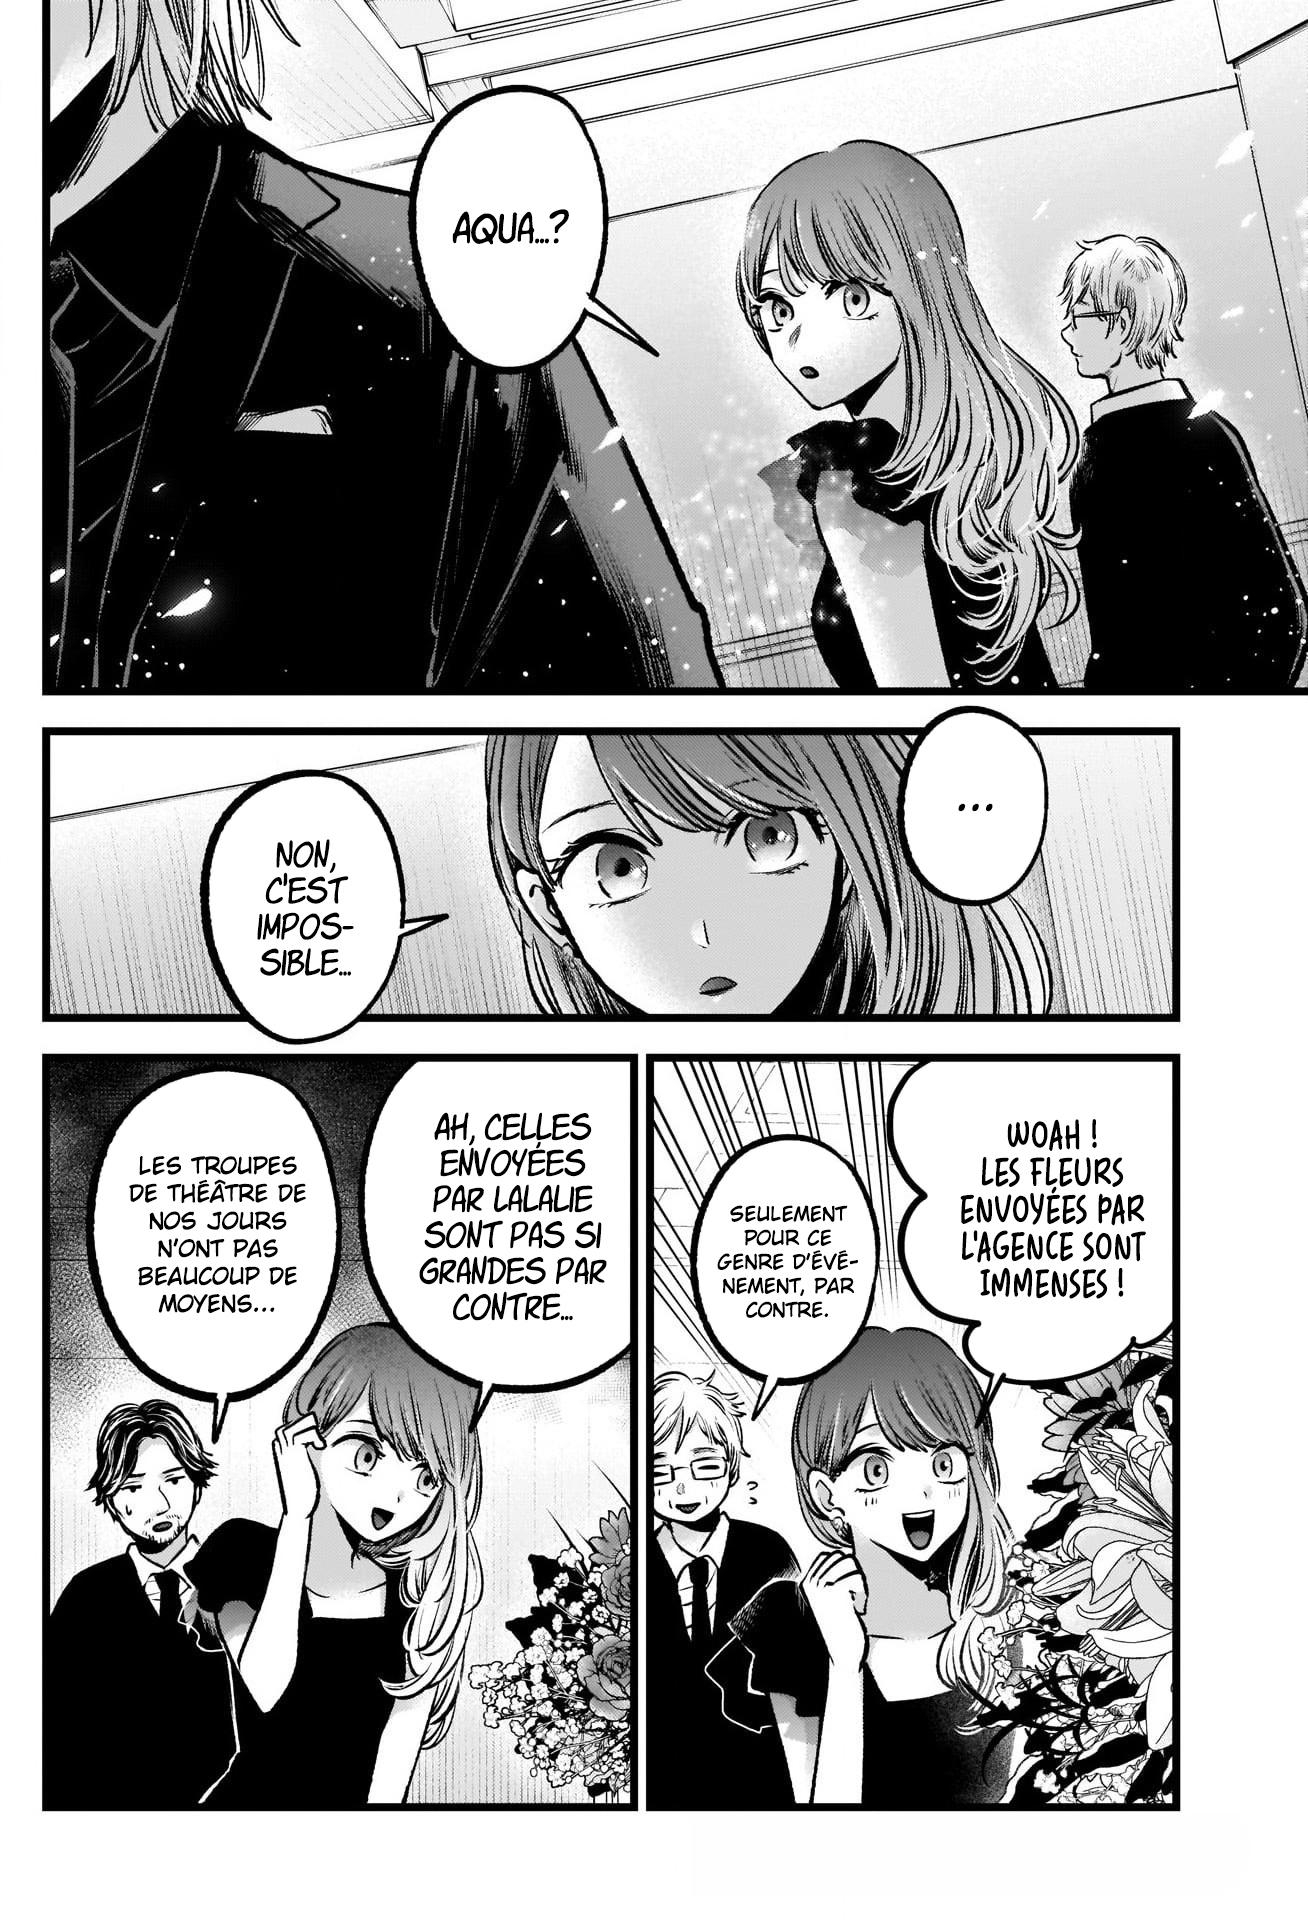 AQUA...?
...
NON,
C'EST
IMPOS-
SIBLE...
WOAH !
LES FLEURS
ENVOYÉES PAR
L'AGENCE SONT
IMMENSES !
SEULEMENT
POUR CE
GENRE D'ÉVÉ-
NEMENT, PAR
CONTRE.
AH, CELLES
ENVOYÉES
PAR LALALIE
SONT PAS SI
GRANDES PAR
CONTRE...
LES TROUPES
DE THÉÂTRE DE
NOS JOURS
N'ONT PAS
BEAUCOUP DE
MOYENS...